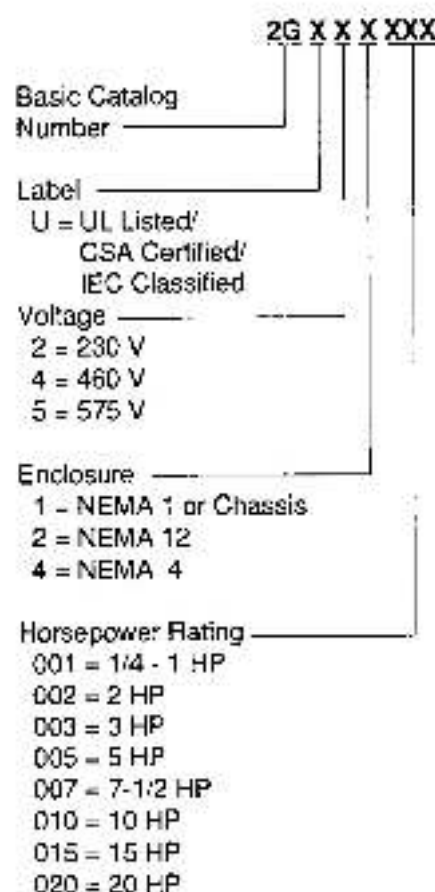 2G X X X XXX
Basic Catalog
Number
Label
U = UL Listed/
CSA Certified/
IEC Classified
Voltage
2 = 230 V
4 = 460 V
5 = 575 V
Enclosure
1 = NEMA 1 or Chassis
2 = NEMA 12
4 = NEMA 4
Horsepower Rating
001 = 1/4 - 1 HP
002 = 2 HP
003 = 3 HP
005 = 5 HP
007 = 7-1/2 HP
010 = 10 HP
015 = 15 HP
020 = 20 HP